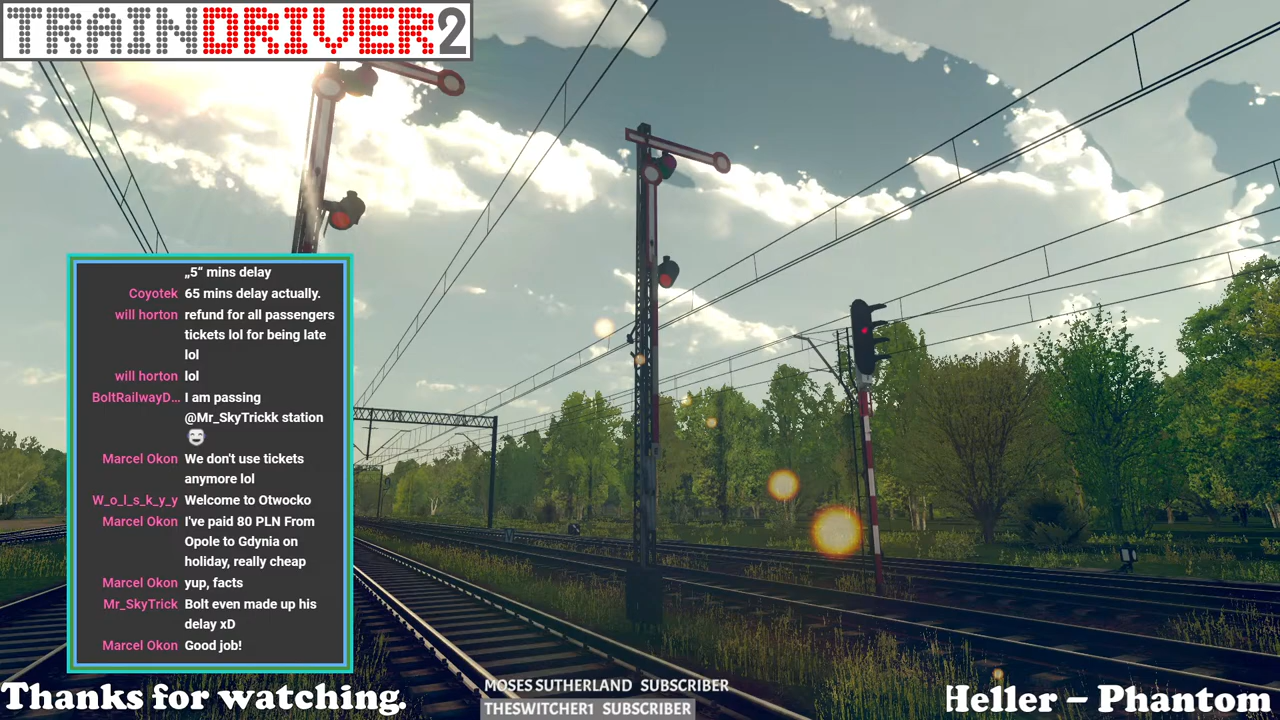 TRAINDRIVER2
„5“ mins delay
Coyotek 65 mins delay actually.
will horton refund for all passengers
tickets lol for being late
lol
will horton lol
BoltRailwayD... I am passing
@Mr_SkyTrickk station
Marcel Okon We don't use tickets
anymore lol
W_o_l_s_k_y_y Welcome to Otwocko
Marcel Okon I've paid 80 PLN From
Opole to Gdynia on
holiday, really cheap
Marcel Okon yup, facts
Mr_SkyTrick Bolt even made up his
delay xD
Marcel Okon Good job!
Thanks for watching.
MOSES SUTHERLAND SUBSCRIBER
THESWITCHER1 SUBSCRIBER
Heller – Phantom